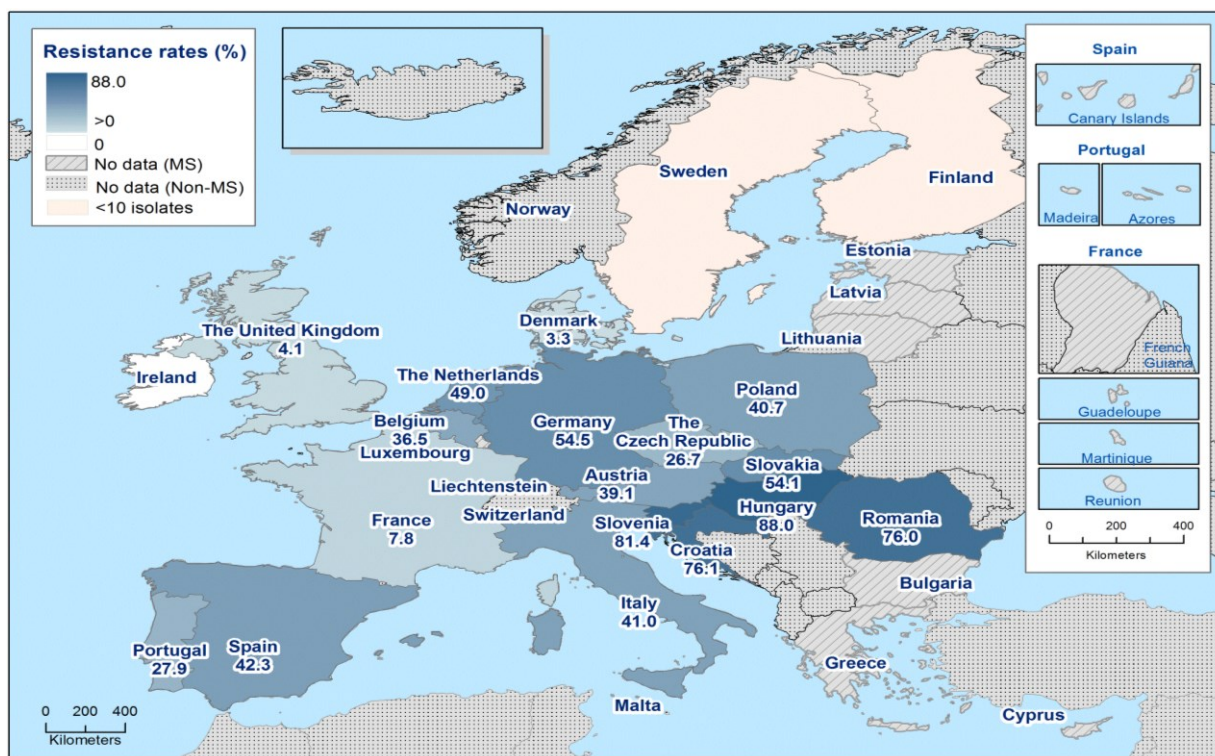 Resistance rates (%)
88.0
>0
0
No data (MS)
No data (Non-MS)
<10 isolates
Spain
Canary Islands
Portugal
Madeira
Azores
France
French
Guiana
Guadeloupe
Martinique
Reunion
0 200 400
Kilometers
Sweden
Finland
Norway
Estonia
Latvia
Lithuania
Denmark
3.3
The United Kingdom
4.1
Ireland
The Netherlands
49.0
Belgium
36.5
Luxembourg
Germany
54.5
Poland
40.7
The
Czech Republic
26.7
Slovakia
54.1
Austria
39.1
Liechtenstein
Switzerland
France
7.8
Slovenia
81.4
Hungary
88.0
Romania
76.0
Croatia
76.1
Bulgaria
Italy
41.0
Portugal
27.9
Spain
42.3
Greece
Malta
Cyprus
0 200 400
Kilometers